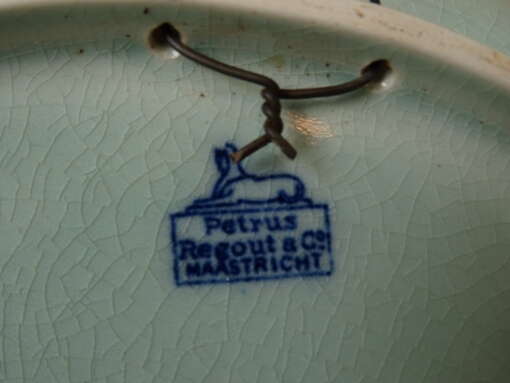 Petrus
Regout & Co
MAASTRICHT